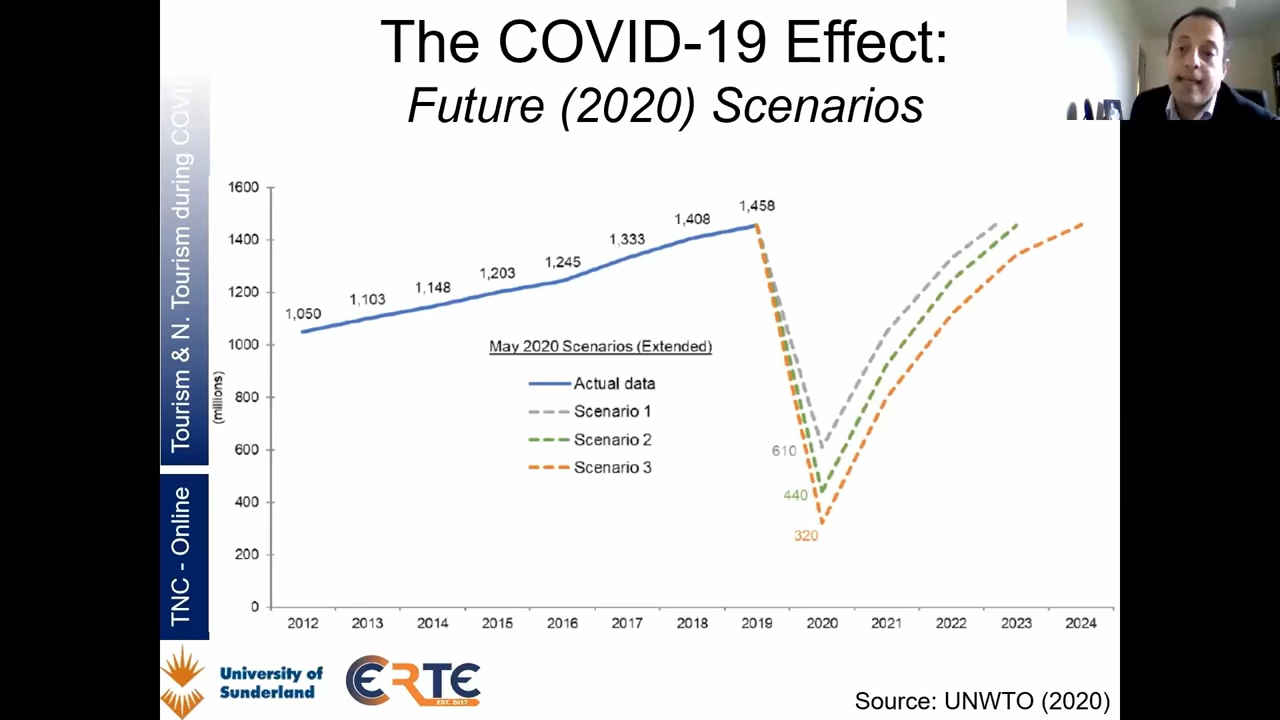 The COVID-19 Effect:
Future (2020) Scenarios
Tourism & N. Tourism during COVI
TNC - Online
1600
1400
1200
1000
800
600
400
200
0
(millions)
1,050
1,103
1,148
1,203
1,245
1,333
1,408
1,458
May 2020 Scenarios (Extended)
Actual data
Scenario 1
Scenario 2
Scenario 3
610
440
320
2012 2013 2014 2015 2016 2017 2018 2019 2020 2021 2022 2023 2024
University of
Sunderland
CERTE
EST. 2017
Source: UNWTO (2020)